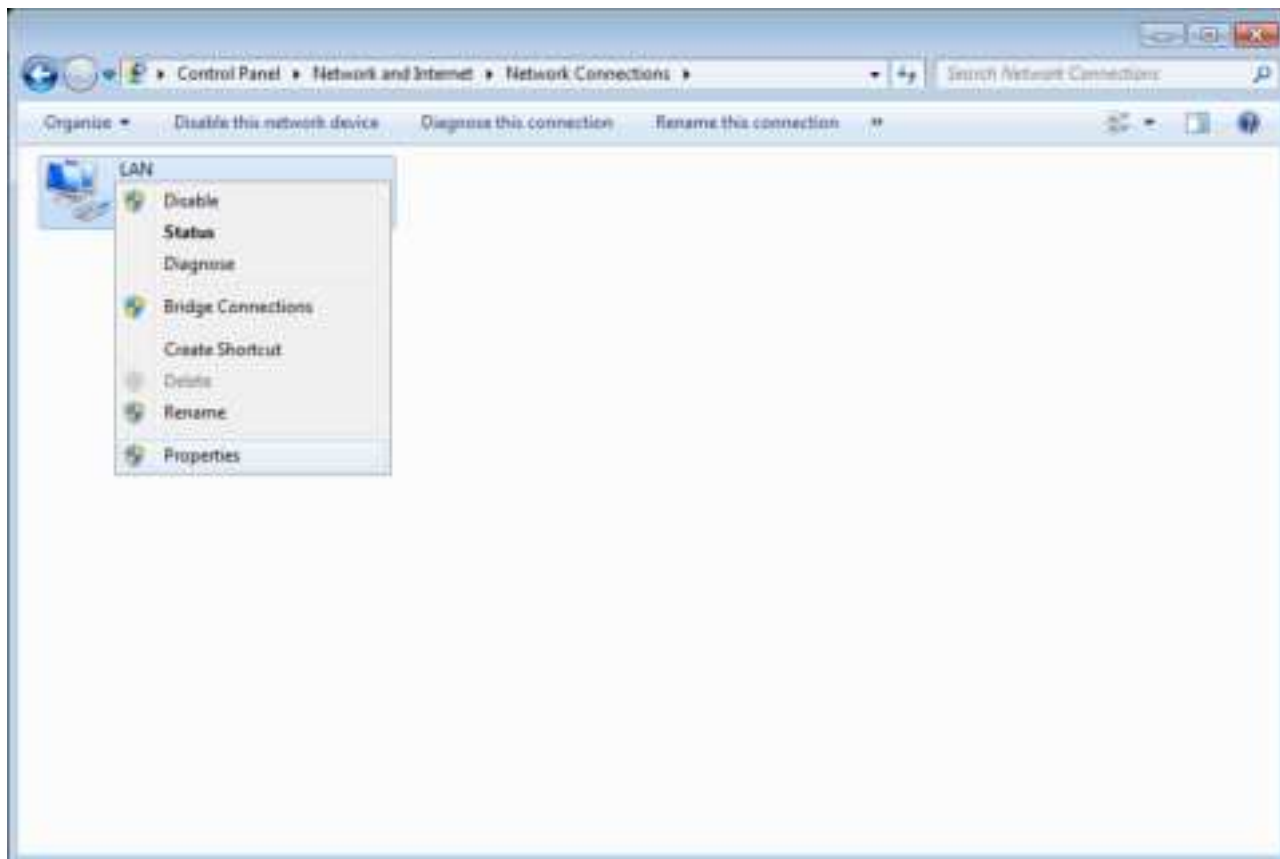 Control Panel Network and Internet Network Connections Search Network Connections
Organize Disable this network device Diagnose this connection Rename this connection »
LAN
Disable
Status
Diagnose
Bridge Connections
Create Shortcut
Delete
Rename
Properties